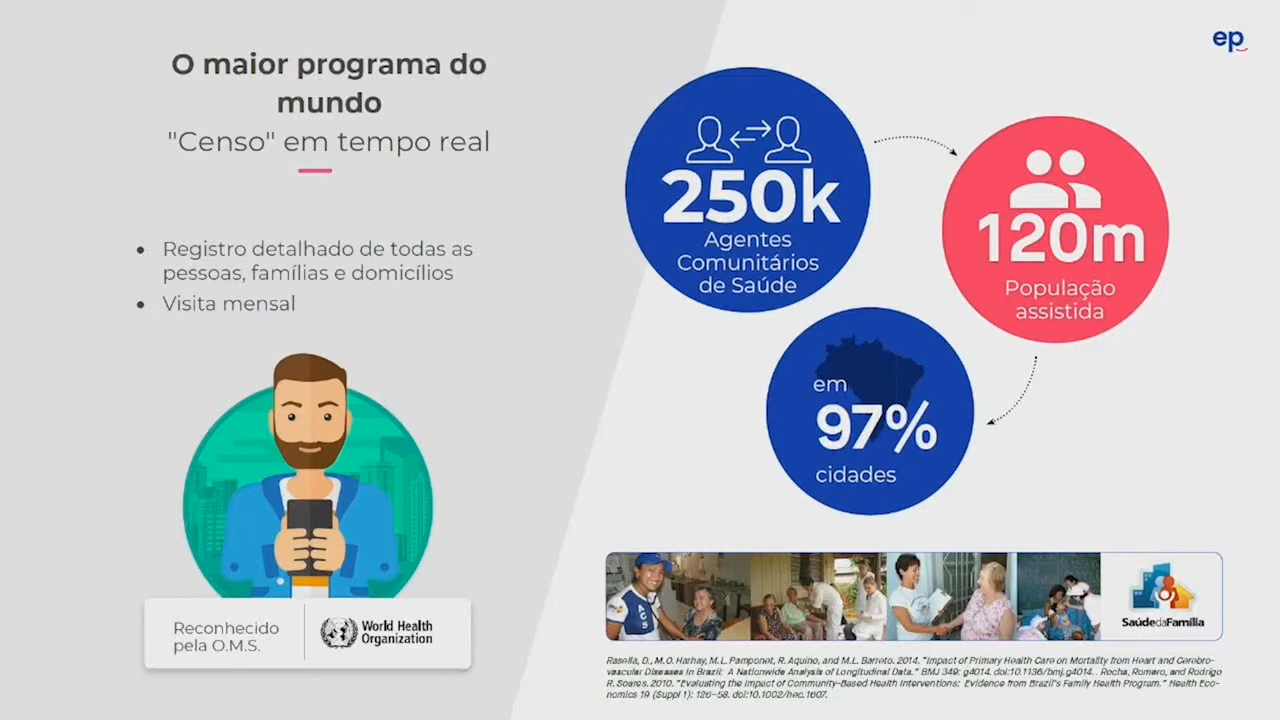 O maior programa do
mundo
"Censo" em tempo real
• Registro detalhado de todas as
pessoas, famílias e domicílios
• Visita mensal
Reconhecido
pela O.M.S.
World Health
Organization
ep
250k
Agentes
Comunitários
de Saúde
120m
População
assistida
em
97%
cidades
ACS
SaúdedaFamília
Rasella, D., M.O. Harhay, M.L. Pamponet, R. Aquino, and M.L. Barreto. 2014. "Impact of Primary Health Care on Mortality from Heart and Cerebro-
vascular Diseases in Brazil: A Nationwide Analysis of Longitudinal Data." BMJ 349: g4014. doi:10.1136/bmj.g4014. . Rocha, Romero, and Rodrigo
R. Soares. 2010. "Evaluating the Impact of Community-Based Health Interventions: Evidence from Brazil's Family Health Program." Health Eco-
nomics 19 (Suppl 1): 126–58. doi:10.1002/hec.1607.